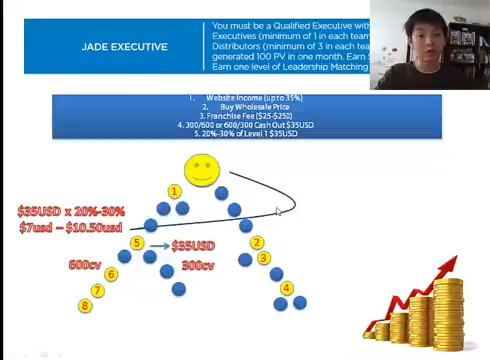 JADE EXECUTIVE
You must be a Qualified Executive with
Executives (minimum of 1 in each team
Distributors (minimum of 3 in each tea
generated 100 PV in one month. Earn
Earn one level of Leadership Matching
1. Website Income (up to 35%)
2. Buy Wholesale Price
3. Franchise Fee ($25-$250)
4. 300/600 or 600/300 Cash Out $35USD
5. 20%-30% of Level 1 $35USD
1
$35USD x 20%-30%
$7usd – $10.50usd
5
$35USD
2
600cv
300cv
3
6
7
4
8